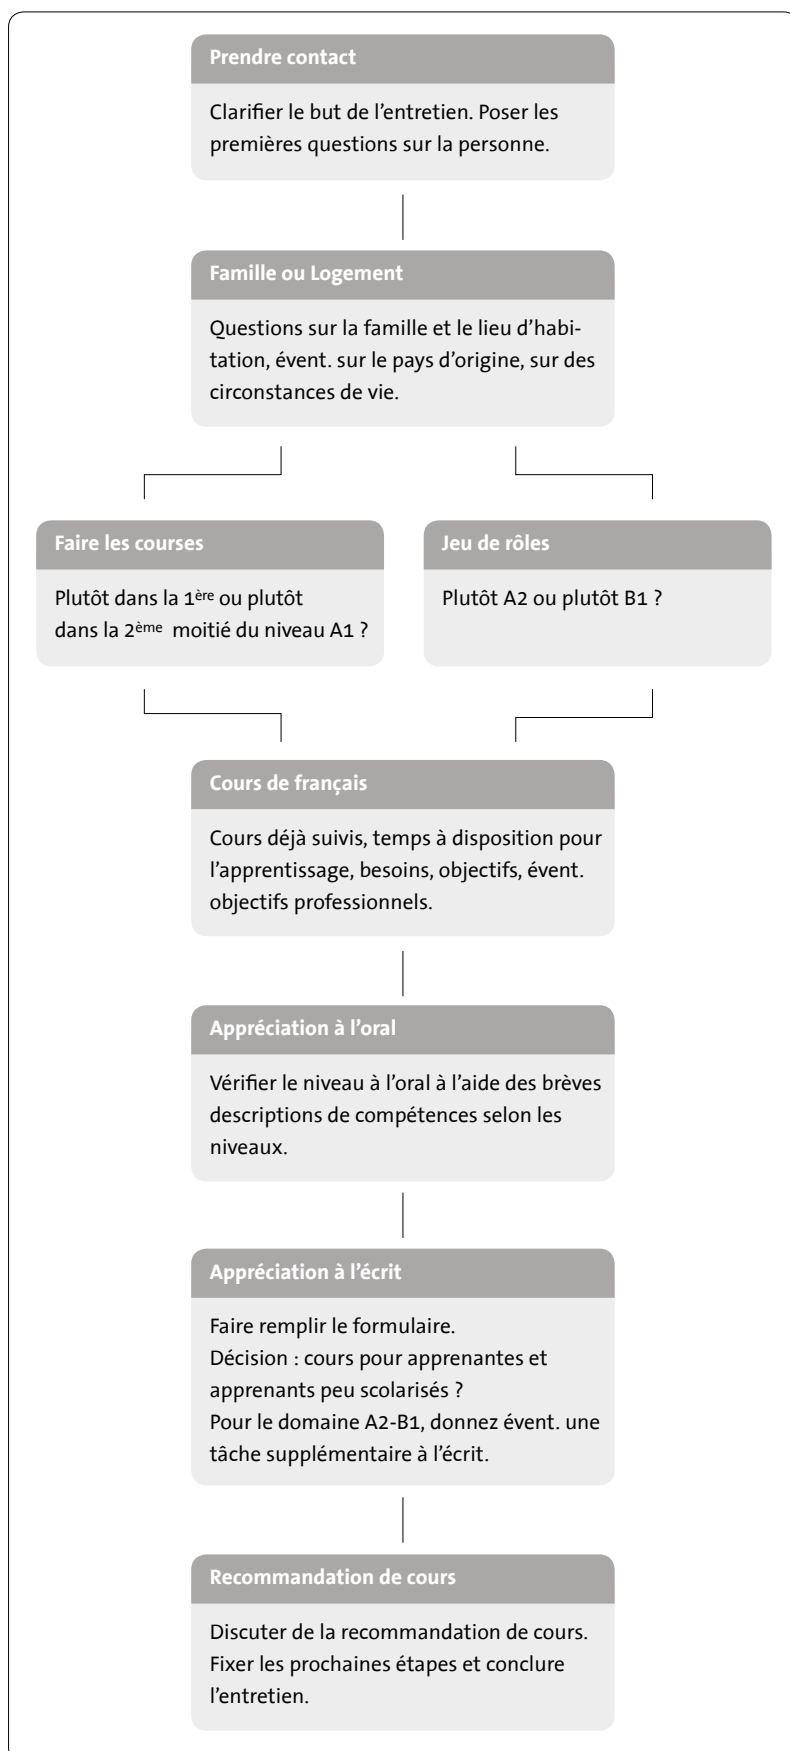 Prendre contact
Clarifier le but de l’entretien. Poser les
premières questions sur la personne.
Famille ou Logement
Questions sur la famille et le lieu d’habi-
tation, évent. sur le pays d’origine, sur des
circonstances de vie.
Faire les courses
Plutôt dans la 1ère ou plutôt
dans la 2ème moitié du niveau A1 ?
Jeu de rôles
Plutôt A2 ou plutôt B1 ?
Cours de français
Cours déjà suivis, temps à disposition pour
l’apprentissage, besoins, objectifs, évent.
objectifs professionnels.
Appréciation à l’oral
Vérifier le niveau à l’oral à l’aide des brèves
descriptions de compétences selon les
niveaux.
Appréciation à l’écrit
Faire remplir le formulaire.
Décision : cours pour apprenantes et
apprenants peu scolarisés ?
Pour le domaine A2-B1, donnez évent. une
tâche supplémentaire à l’écrit.
Recommandation de cours
Discuter de la recommandation de cours.
Fixer les prochaines étapes et conclure
l’entretien.